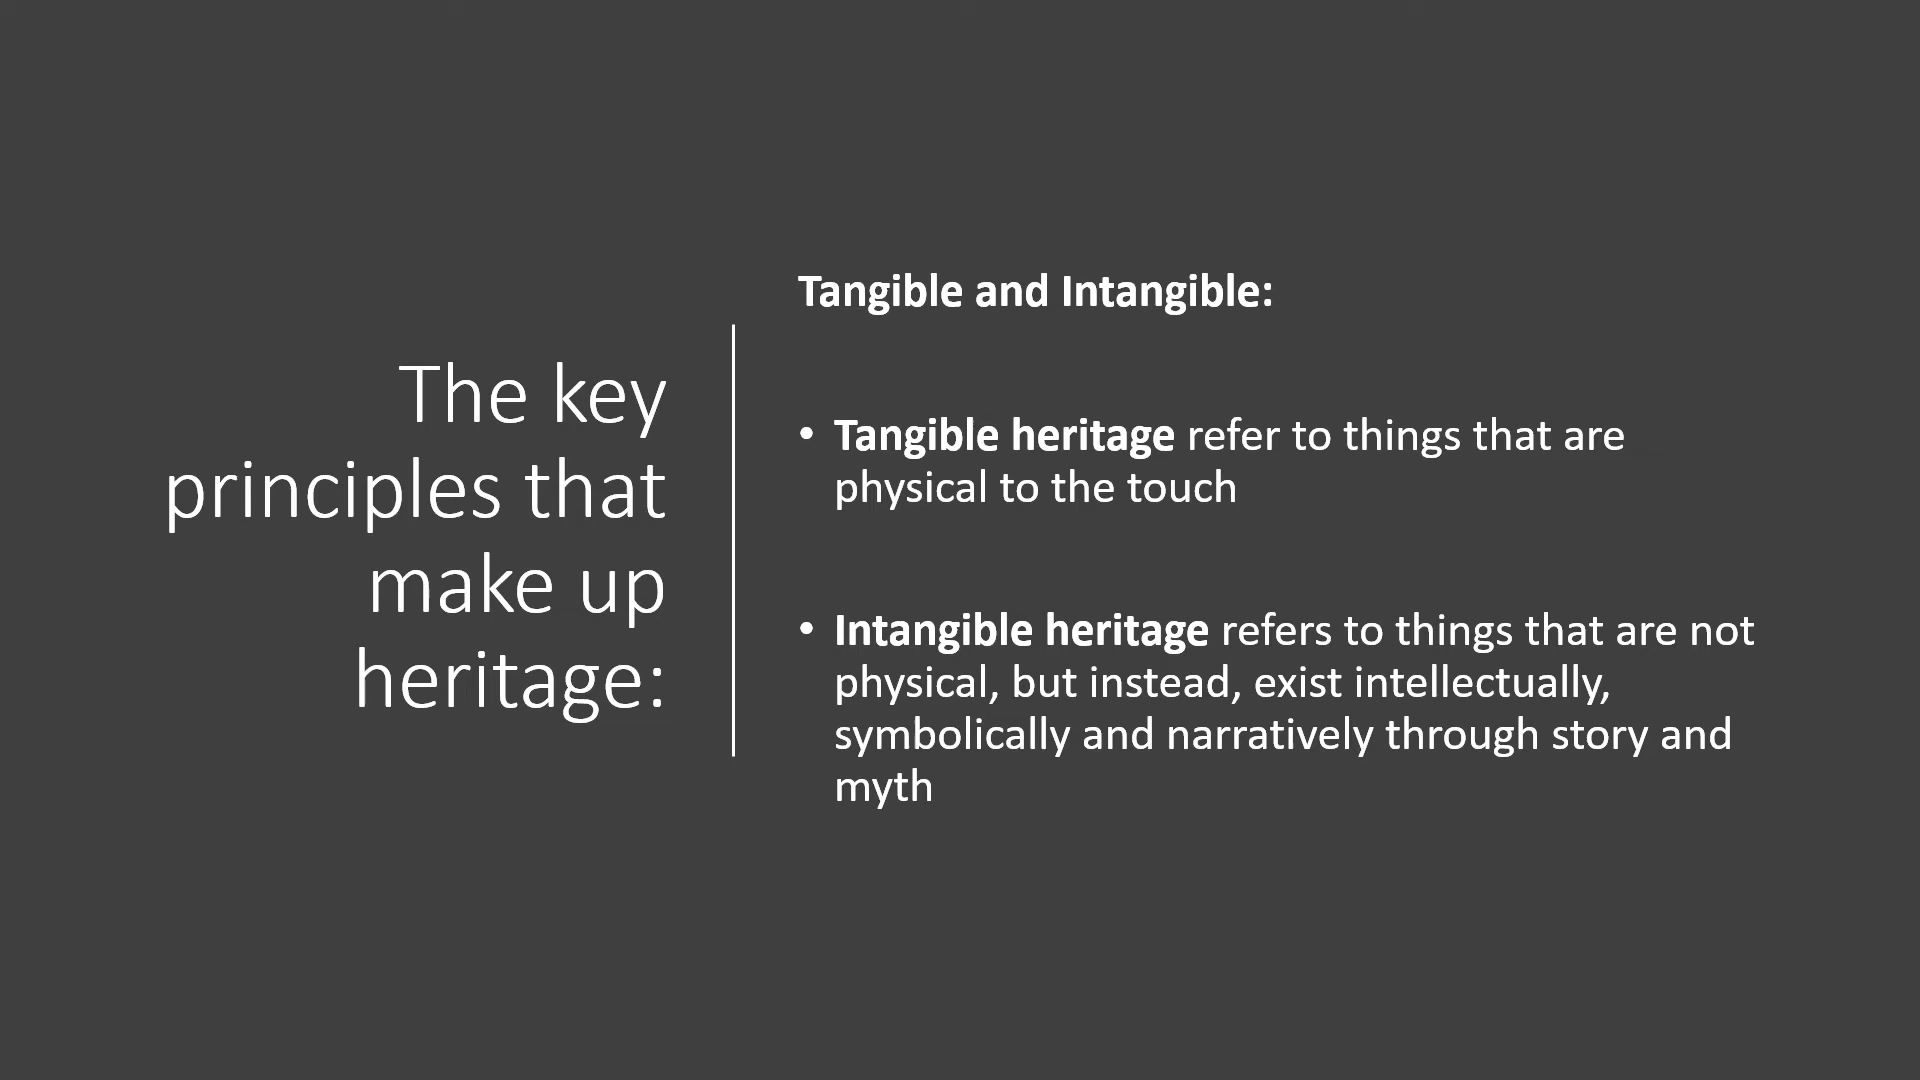 The key
principles that
make up
heritage:
Tangible and Intangible:
• Tangible heritage refer to things that are
physical to the touch
• Intangible heritage refers to things that are not
physical, but instead, exist intellectually,
symbolically and narratively through story and
myth